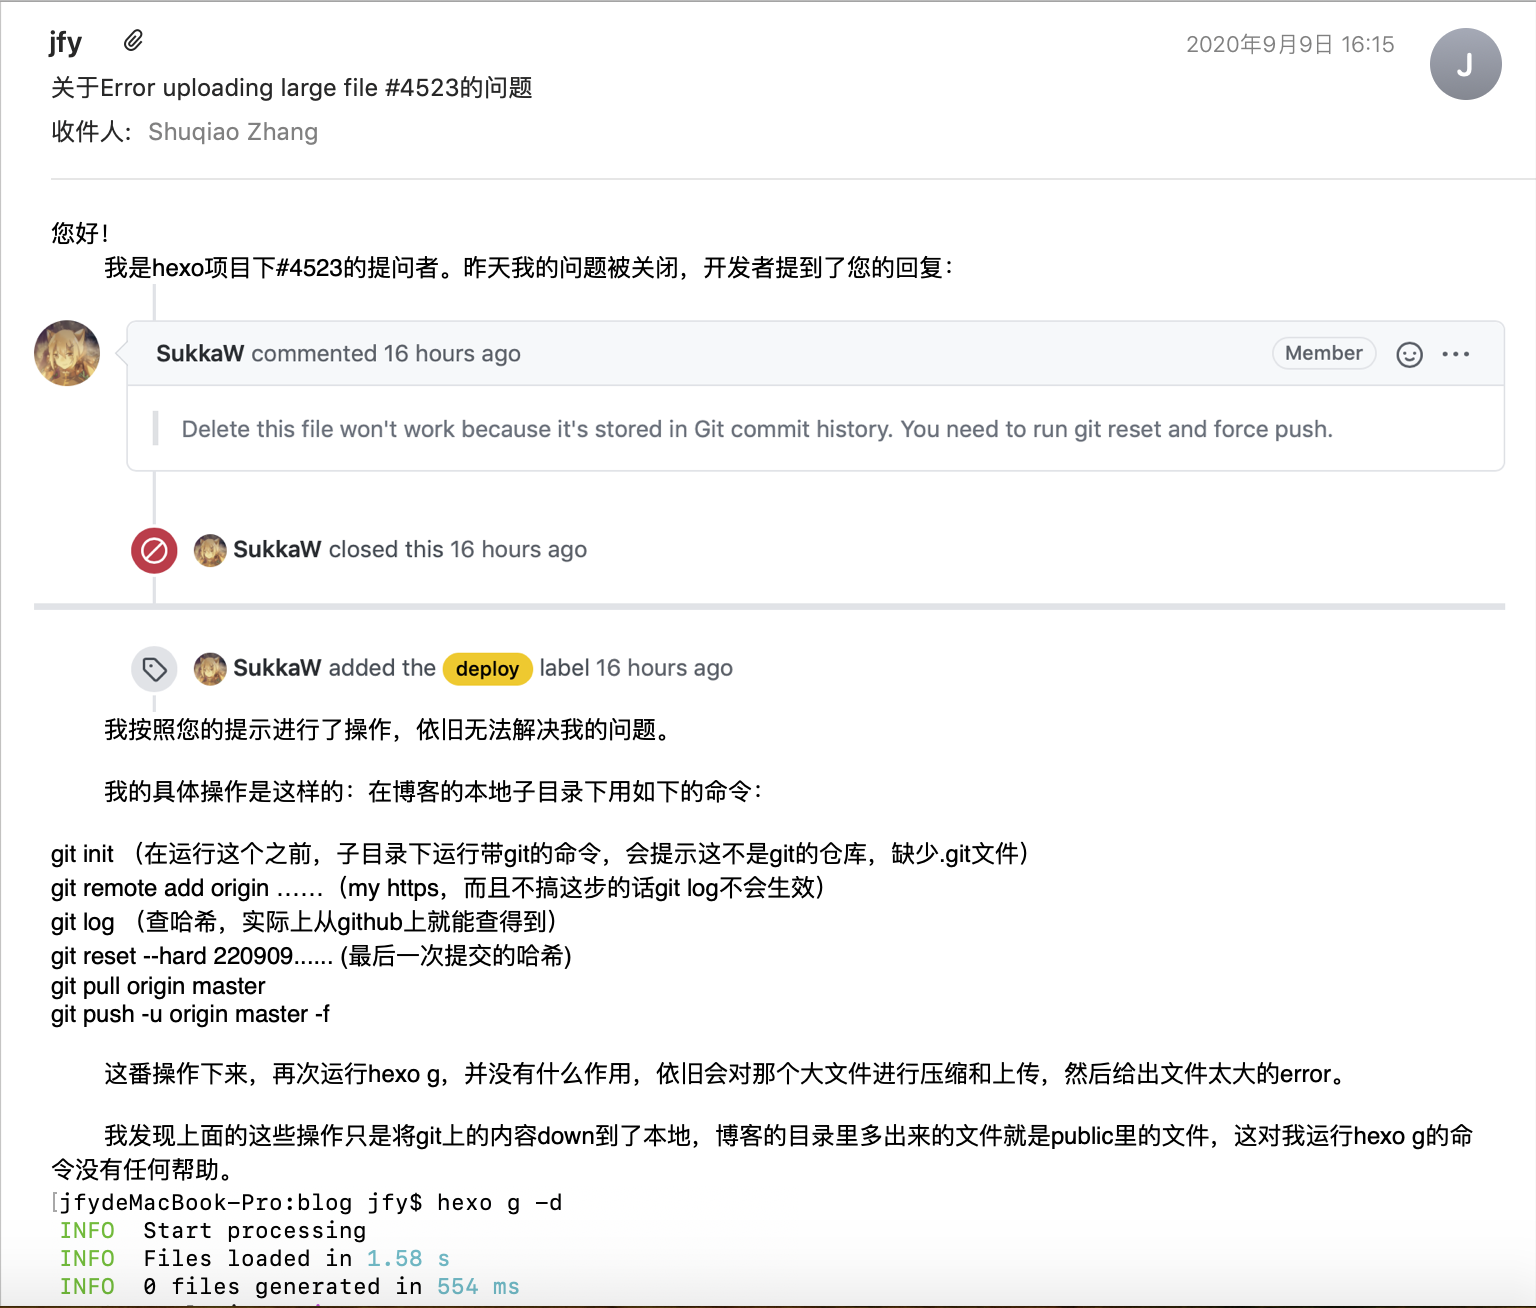 jfy
2020年9月9日 16:15
J
关于Error uploading large file #4523的问题
收件人: Shuqiao Zhang
您好!
我是hexo项目下#4523的提问者。昨天我的问题被关闭，开发者提到了您的回复：
SukkaW commented 16 hours ago
Member
Delete this file won't work because it's stored in Git commit history. You need to run git reset and force push.
SukkaW closed this 16 hours ago
SukkaW added the deploy label 16 hours ago
我按照您的提示进行了操作，依旧无法解决我的问题。
我的具体操作是这样的：在博客的本地子目录下用如下的命令：
git init （在运行这个之前，子目录下运行带git的命令，会提示这不是git的仓库，缺少.git文件）
git remote add origin ……（my https，而且不搞这步的话git log不会生效）
git log （查哈希，实际上从github上就能查得到）
git reset --hard 220909...... (最后一次提交的哈希)
git pull origin master
git push -u origin master -f
这番操作下来，再次运行hexo g，并没有什么作用，依旧会对那个大文件进行压缩和上传，然后给出文件太大的error。
我发现上面的这些操作只是将git上的内容down到了本地，博客的目录里多出来的文件就是public里的文件，这对我运行hexo g的命
令没有任何帮助。
[jfydeMacBook-Pro:blog jfy$ hexo g -d
INFO  Start processing
INFO  Files loaded in 1.58 s
INFO  0 files generated in 554 ms